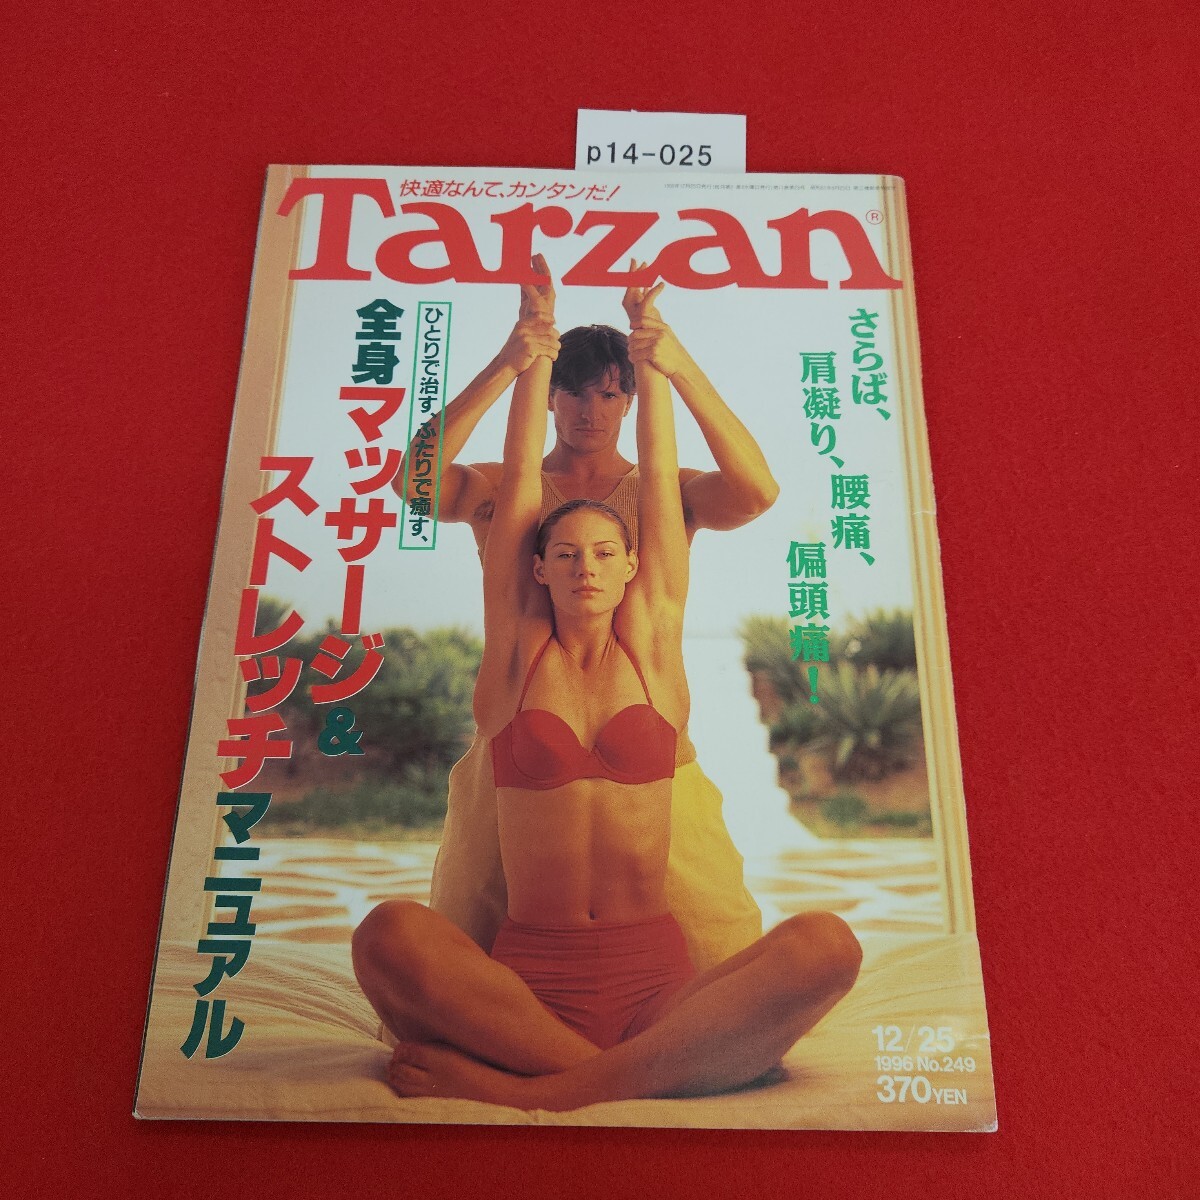 p14-025
快適なんて、カンタンだ!
Tarzan®
さらば、
肩凝り、腰痛、
偏頭痛!
ひとりで治す、ふたりで癒す、
全身マッサージ&
ストレッチマニュアル
12/25
1996 No.249
370YEN